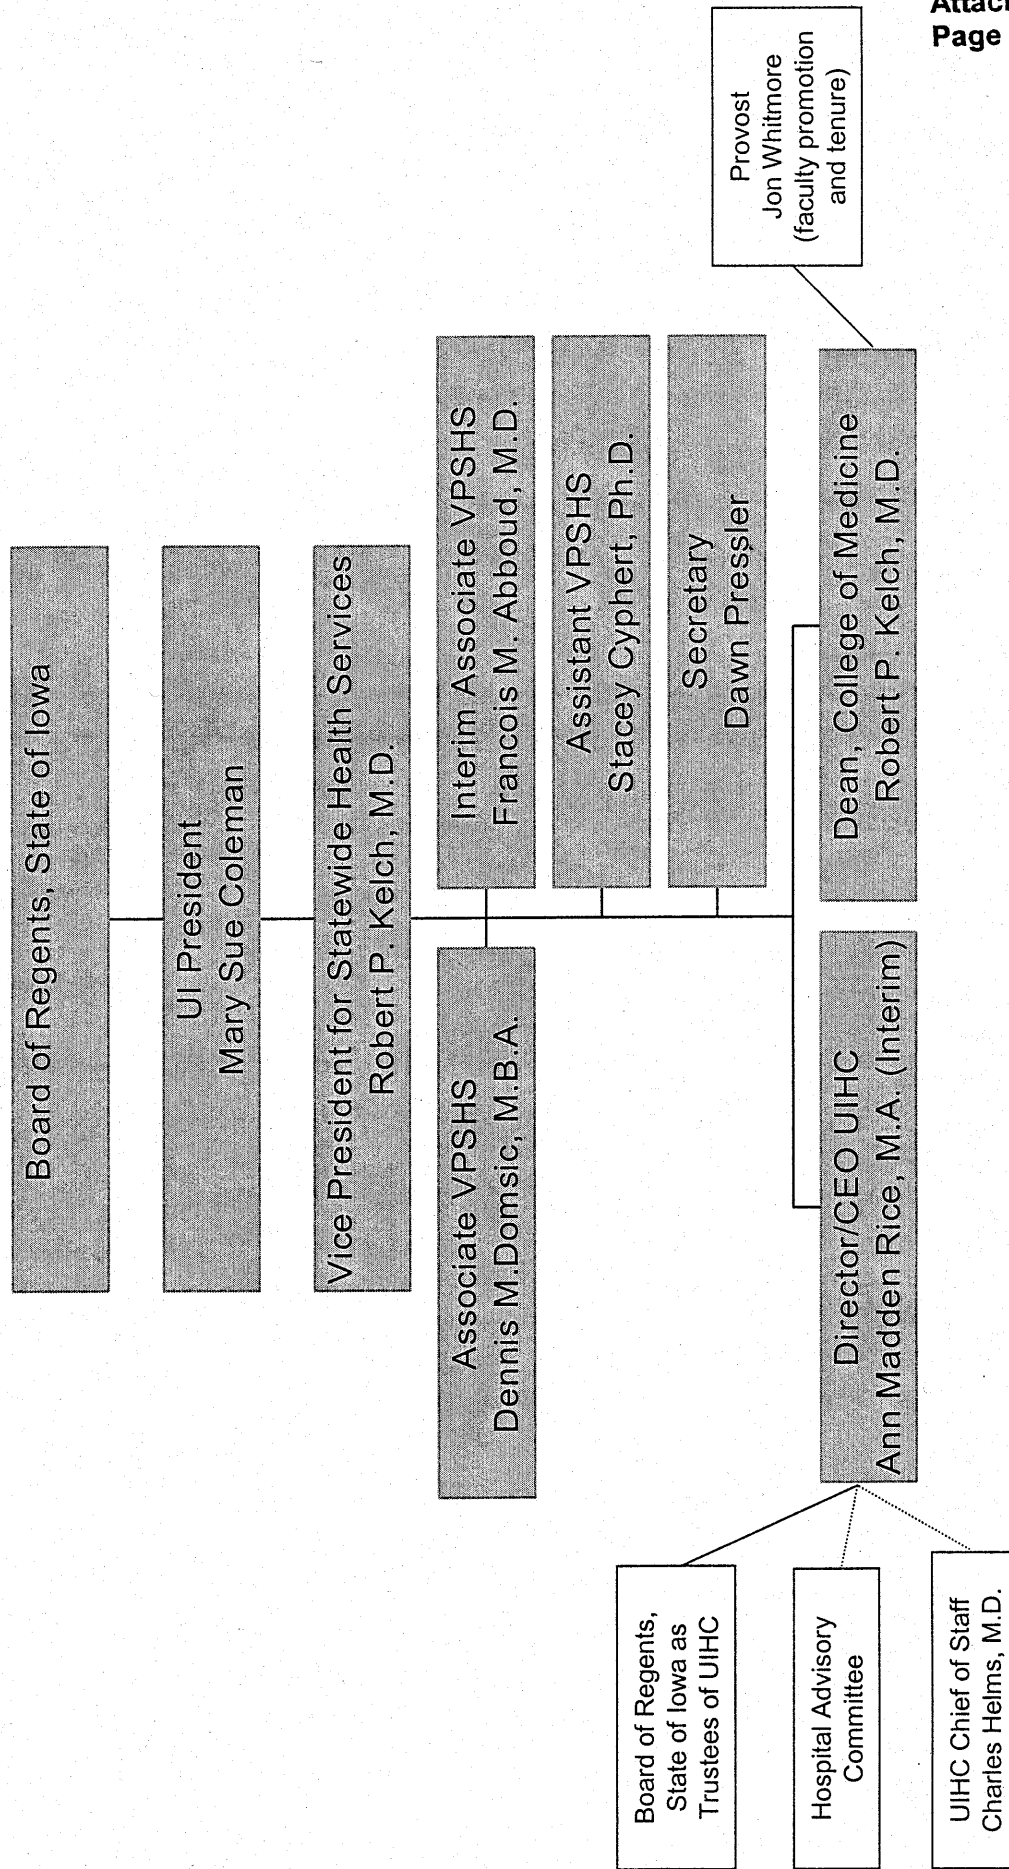 Attac
Page
Board of Regents, State of Iowa
UI President
Mary Sue Coleman
Vice President for Statewide Health Services
Robert P. Kelch, M.D.
Associate VPSHS
Dennis M.Domsic, M.B.A.
Interim Associate VPSHS
Francois M. Abboud, M.D.
Assistant VPSHS
Stacey Cyphert, Ph.D.
Secretary
Dawn Pressler
Director/CEO UIHC
Ann Madden Rice, M.A. (Interim)
Dean, College of Medicine
Robert P. Kelch, M.D.
Provost
Jon Whitmore
(faculty promotion
and tenure)
Board of Regents,
State of Iowa as
Trustees of UIHC
Hospital Advisory
Committee
UIHC Chief of Staff
Charles Helms, M.D.